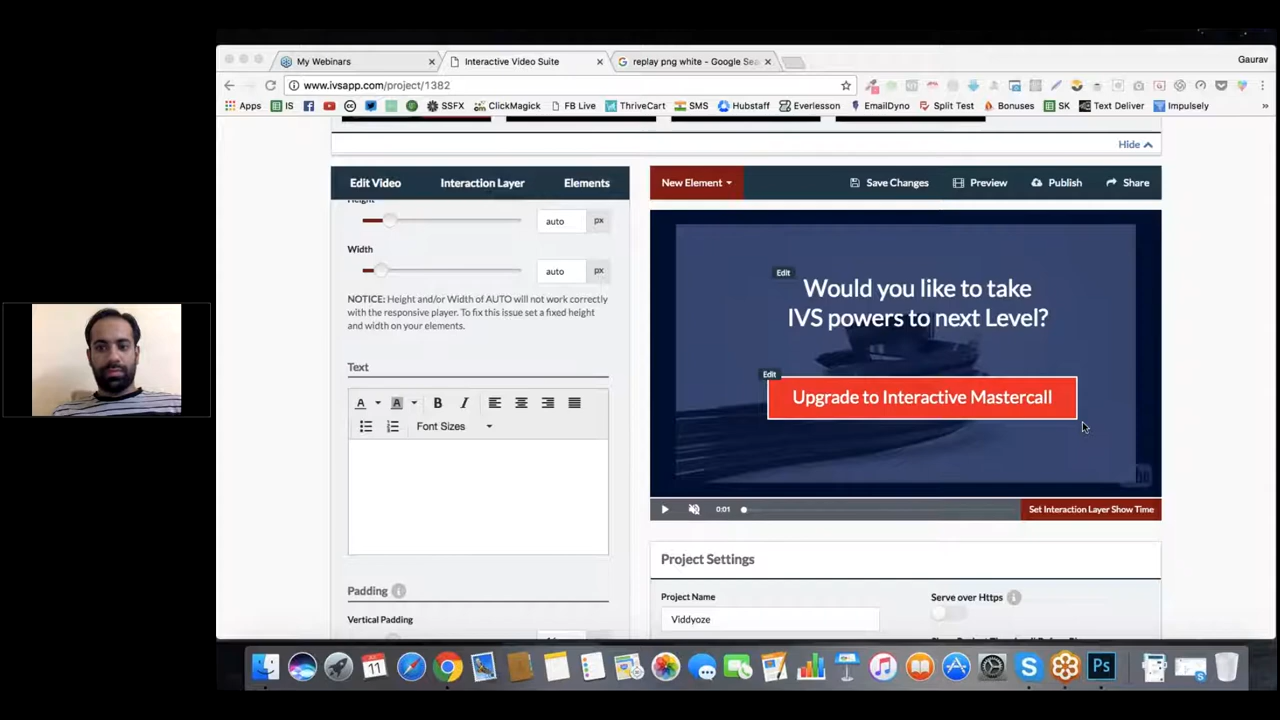 My Webinars
Interactive Video Suite
replay png white - Google Sea
Gaurav
www.ivsapp.com/project/1382
Apps IS SSFX ClickMagick FB Live ThriveCart SMS Hubstaff Everlesson EmailDyno Split Test Bonuses SK Text Deliver Impulsely
Hide
Edit Video Interaction Layer Elements
New Element Save Changes Preview Publish Share
Height
auto px
Width
auto px
NOTICE: Height and/or Width of AUTO will not work correctly
with the responsive player. To fix this issue set a fixed height
and width on your elements.
Text
A A B I
Font Sizes
Padding
Vertical Padding
Edit
Would you like to take
IVS powers to next Level?
Edit
Upgrade to Interactive Mastercall
0:01
Set Interaction Layer Show Time
Project Settings
Project Name
Viddyoze
Serve over Https
11
Ps